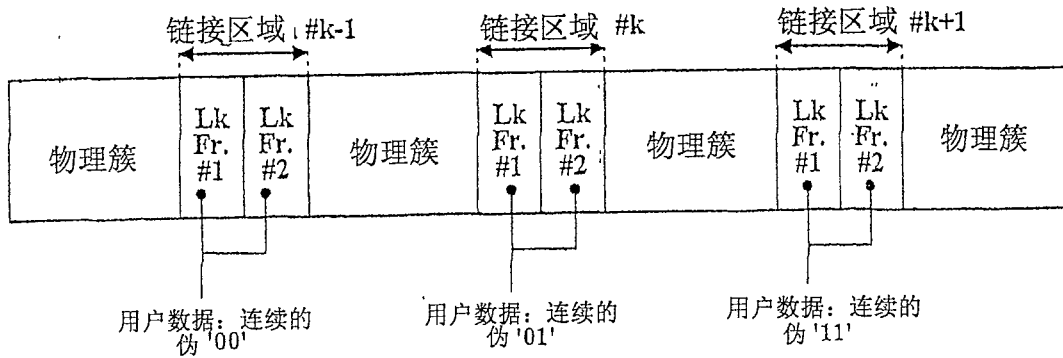 链接区域 #k-1
链接区域 #k
链接区域 #k+1
物理簇
Lk
Fr.
#1
Lk
Fr.
#2
物理簇
Lk
Fr.
#1
Lk
Fr.
#2
物理簇
Lk
Fr.
#1
Lk
Fr.
#2
物理簇
用户数据：连续的
伪'00'
用户数据：连续的
伪'01'
用户数据：连续的
伪'11'